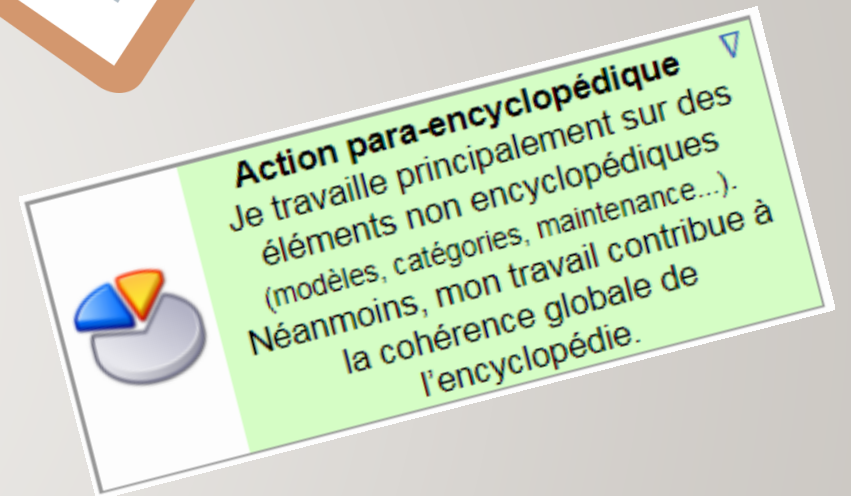 Action para-encyclopédique
Je travaille principalement sur des
éléments non encyclopédiques
(modèles, catégories, maintenance...).
Néanmoins, mon travail contribue à
la cohérence globale de
l'encyclopédie.